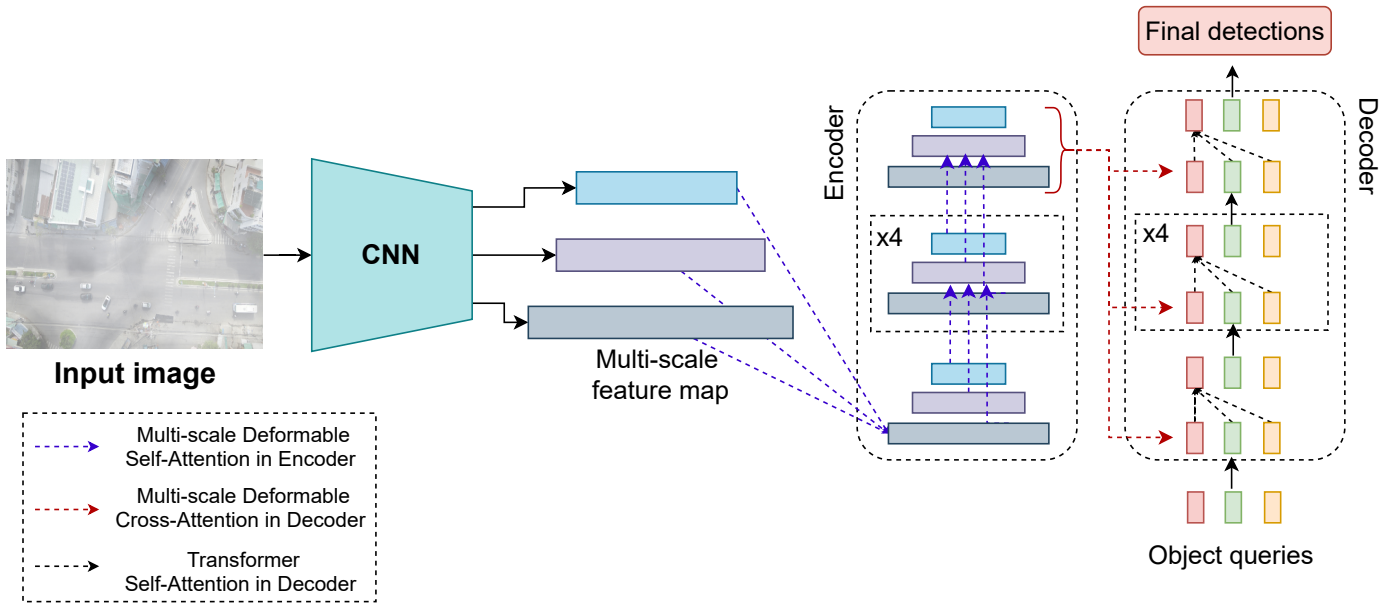 Final detections
Encoder
Decoder
CNN
x4
x4
Input image
Multi-scale
feature map
Multi-scale Deformable
Self-Attention in Encoder
Multi-scale Deformable
Cross-Attention in Decoder
Transformer
Self-Attention in Decoder
Object queries